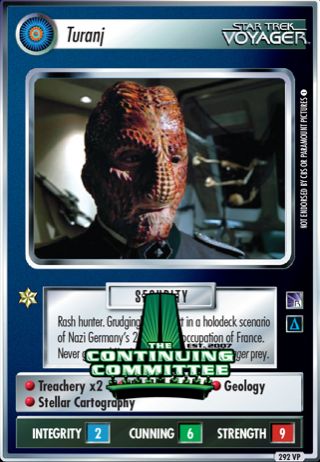 Turanj
STAR TREK
VOYAGER
NOT ENDORSED BY CBS OR PARAMOUNT PICTURES
SECURITY
Rash hunter. Grudging in a holodeck scenario
of Nazi Germany's occupation of France.
Never prey.
THE
CONTINUING
EST. 2007
COMMITTEE
Treachery x2 Geology
Stellar Cartography
INTEGRITY 2 CUNNING 6 STRENGTH 9
292 VP